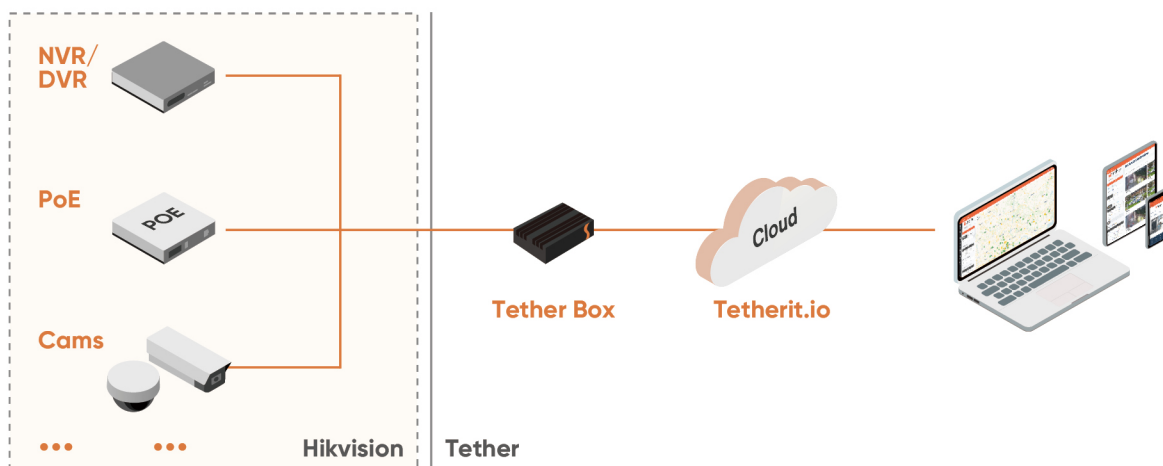 NVR/
DVR
PoE
POE
Cams
Hikvision
Tether
Tether Box
Cloud
Tetherit.io